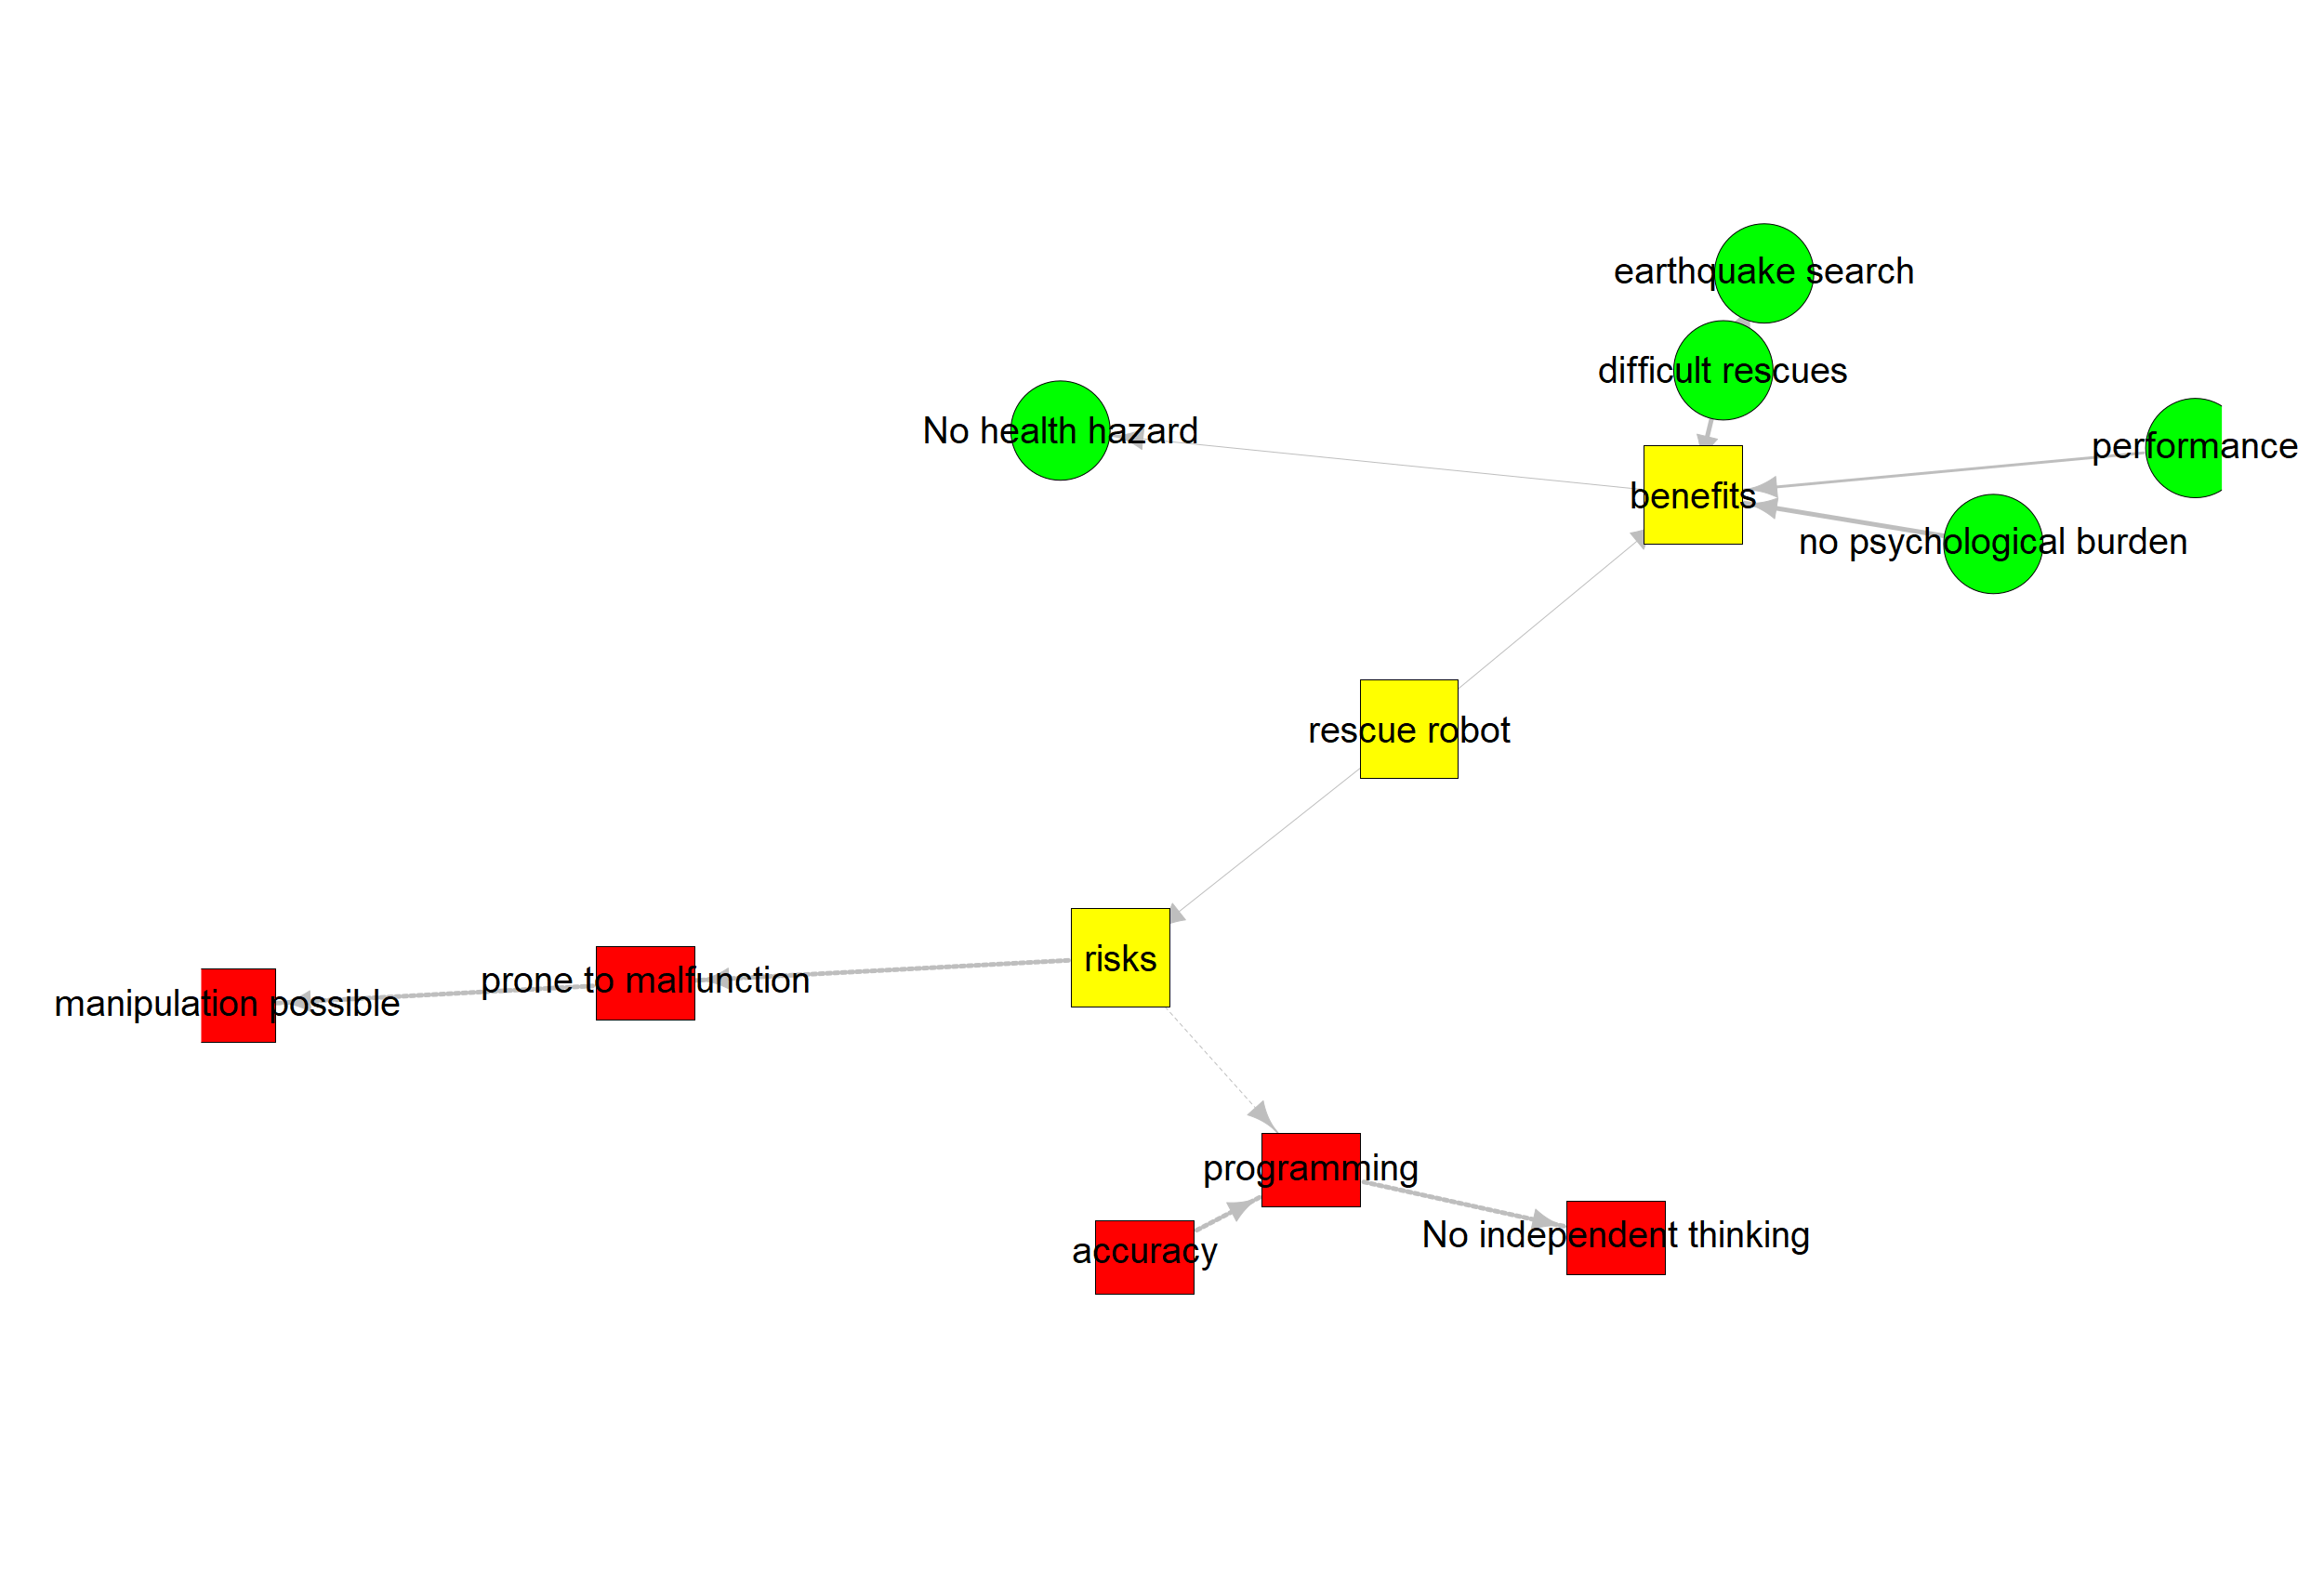 earthquake search
difficult rescues
No health hazard
performance
benefits
no psychological burden
rescue robot
risks
prone to malfunction
manipulation possible
programming
No independent thinking
accuracy